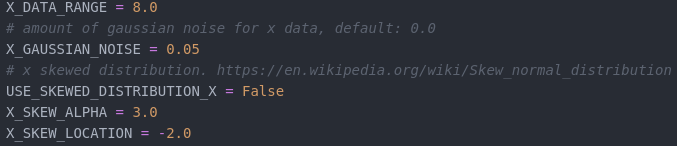 X_DATA_RANGE = 8.0
# amount of gaussian noise for x data, default: 0.0
X_GAUSSIAN_NOISE = 0.05
# x skewed distribution. https://en.wikipedia.org/wiki/Skew_normal_distribution
USE_SKEWED_DISTRIBUTION_X = False
X_SKEW_ALPHA = 3.0
X_SKEW_LOCATION = -2.0